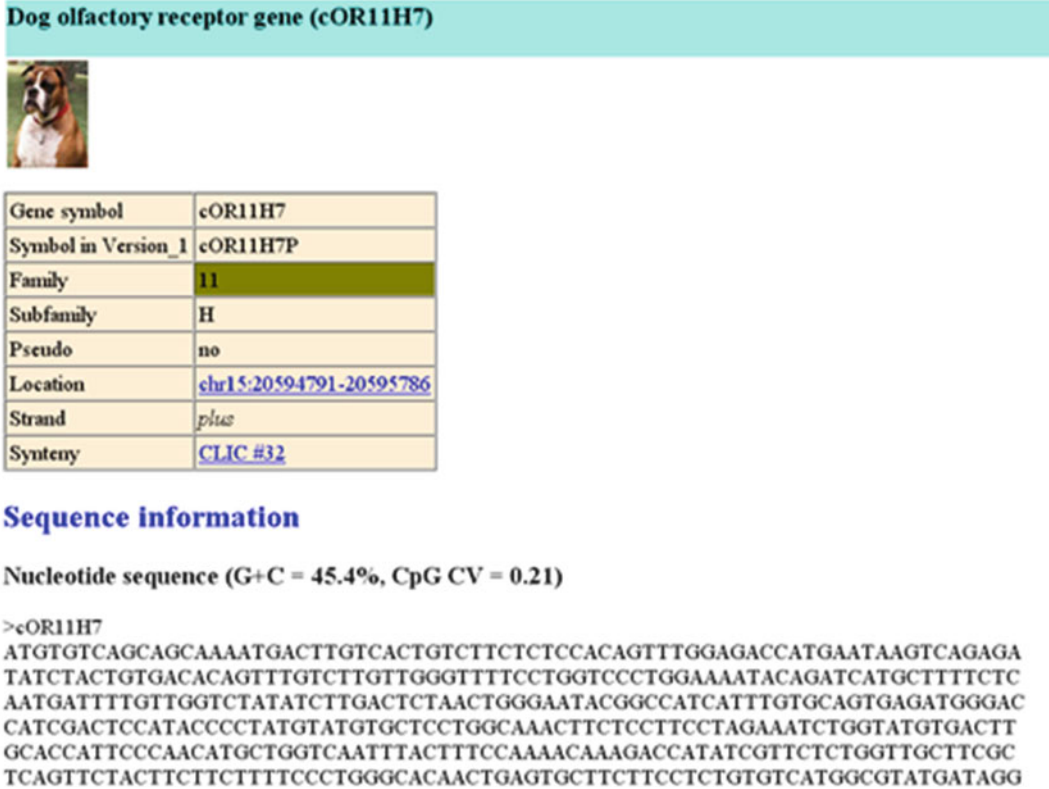 Dog olfactory receptor gene (cOR11H7)
Gene symbol cOR11H7
Symbol in Version_1 cOR11H7P
Family 11
Subfamily H
Pseudo no
Location chr15:20594791-20595786
Strand plus
Synteny CLIC #32
Sequence information
Nucleotide sequence (G+C = 45.4%, CpG CV = 0.21)
>cOR11H7
ATGTGTCAGCAGCAAAATGACTTGTCACTGTCTTCTCTCCACAGTTTGGAGACCATGAATAAGTCAGAGA
TATCTACTGTGACACAGTTTGTCTTGTTGGGTTTTCCTGGTCCCTGGAAAATACAGATCATGCTTTTCTC
AATGATTTTGTTGGTCTATATCTTGACTCTAACTGGGAATACGGCCATCATTTGTGCAGTGAGATGGGAC
CATCGACTCCATACCCCTATGTATGTGCTCCTGGCAAACTTCTCCTTCCTAGAAATCTGGTATGTGACTT
GCACCATTCCCAACATGCTGGTCAATTTACTTTCCAAAACAAAGACCATATCGTTCTCTGGTTGCTTCGC
TCAGTTCTACTTCTTCTTTTCCCTGGGCACAACTGAGTGCTTCTTCCTCTGTGTCATGGCGTATGATAGG